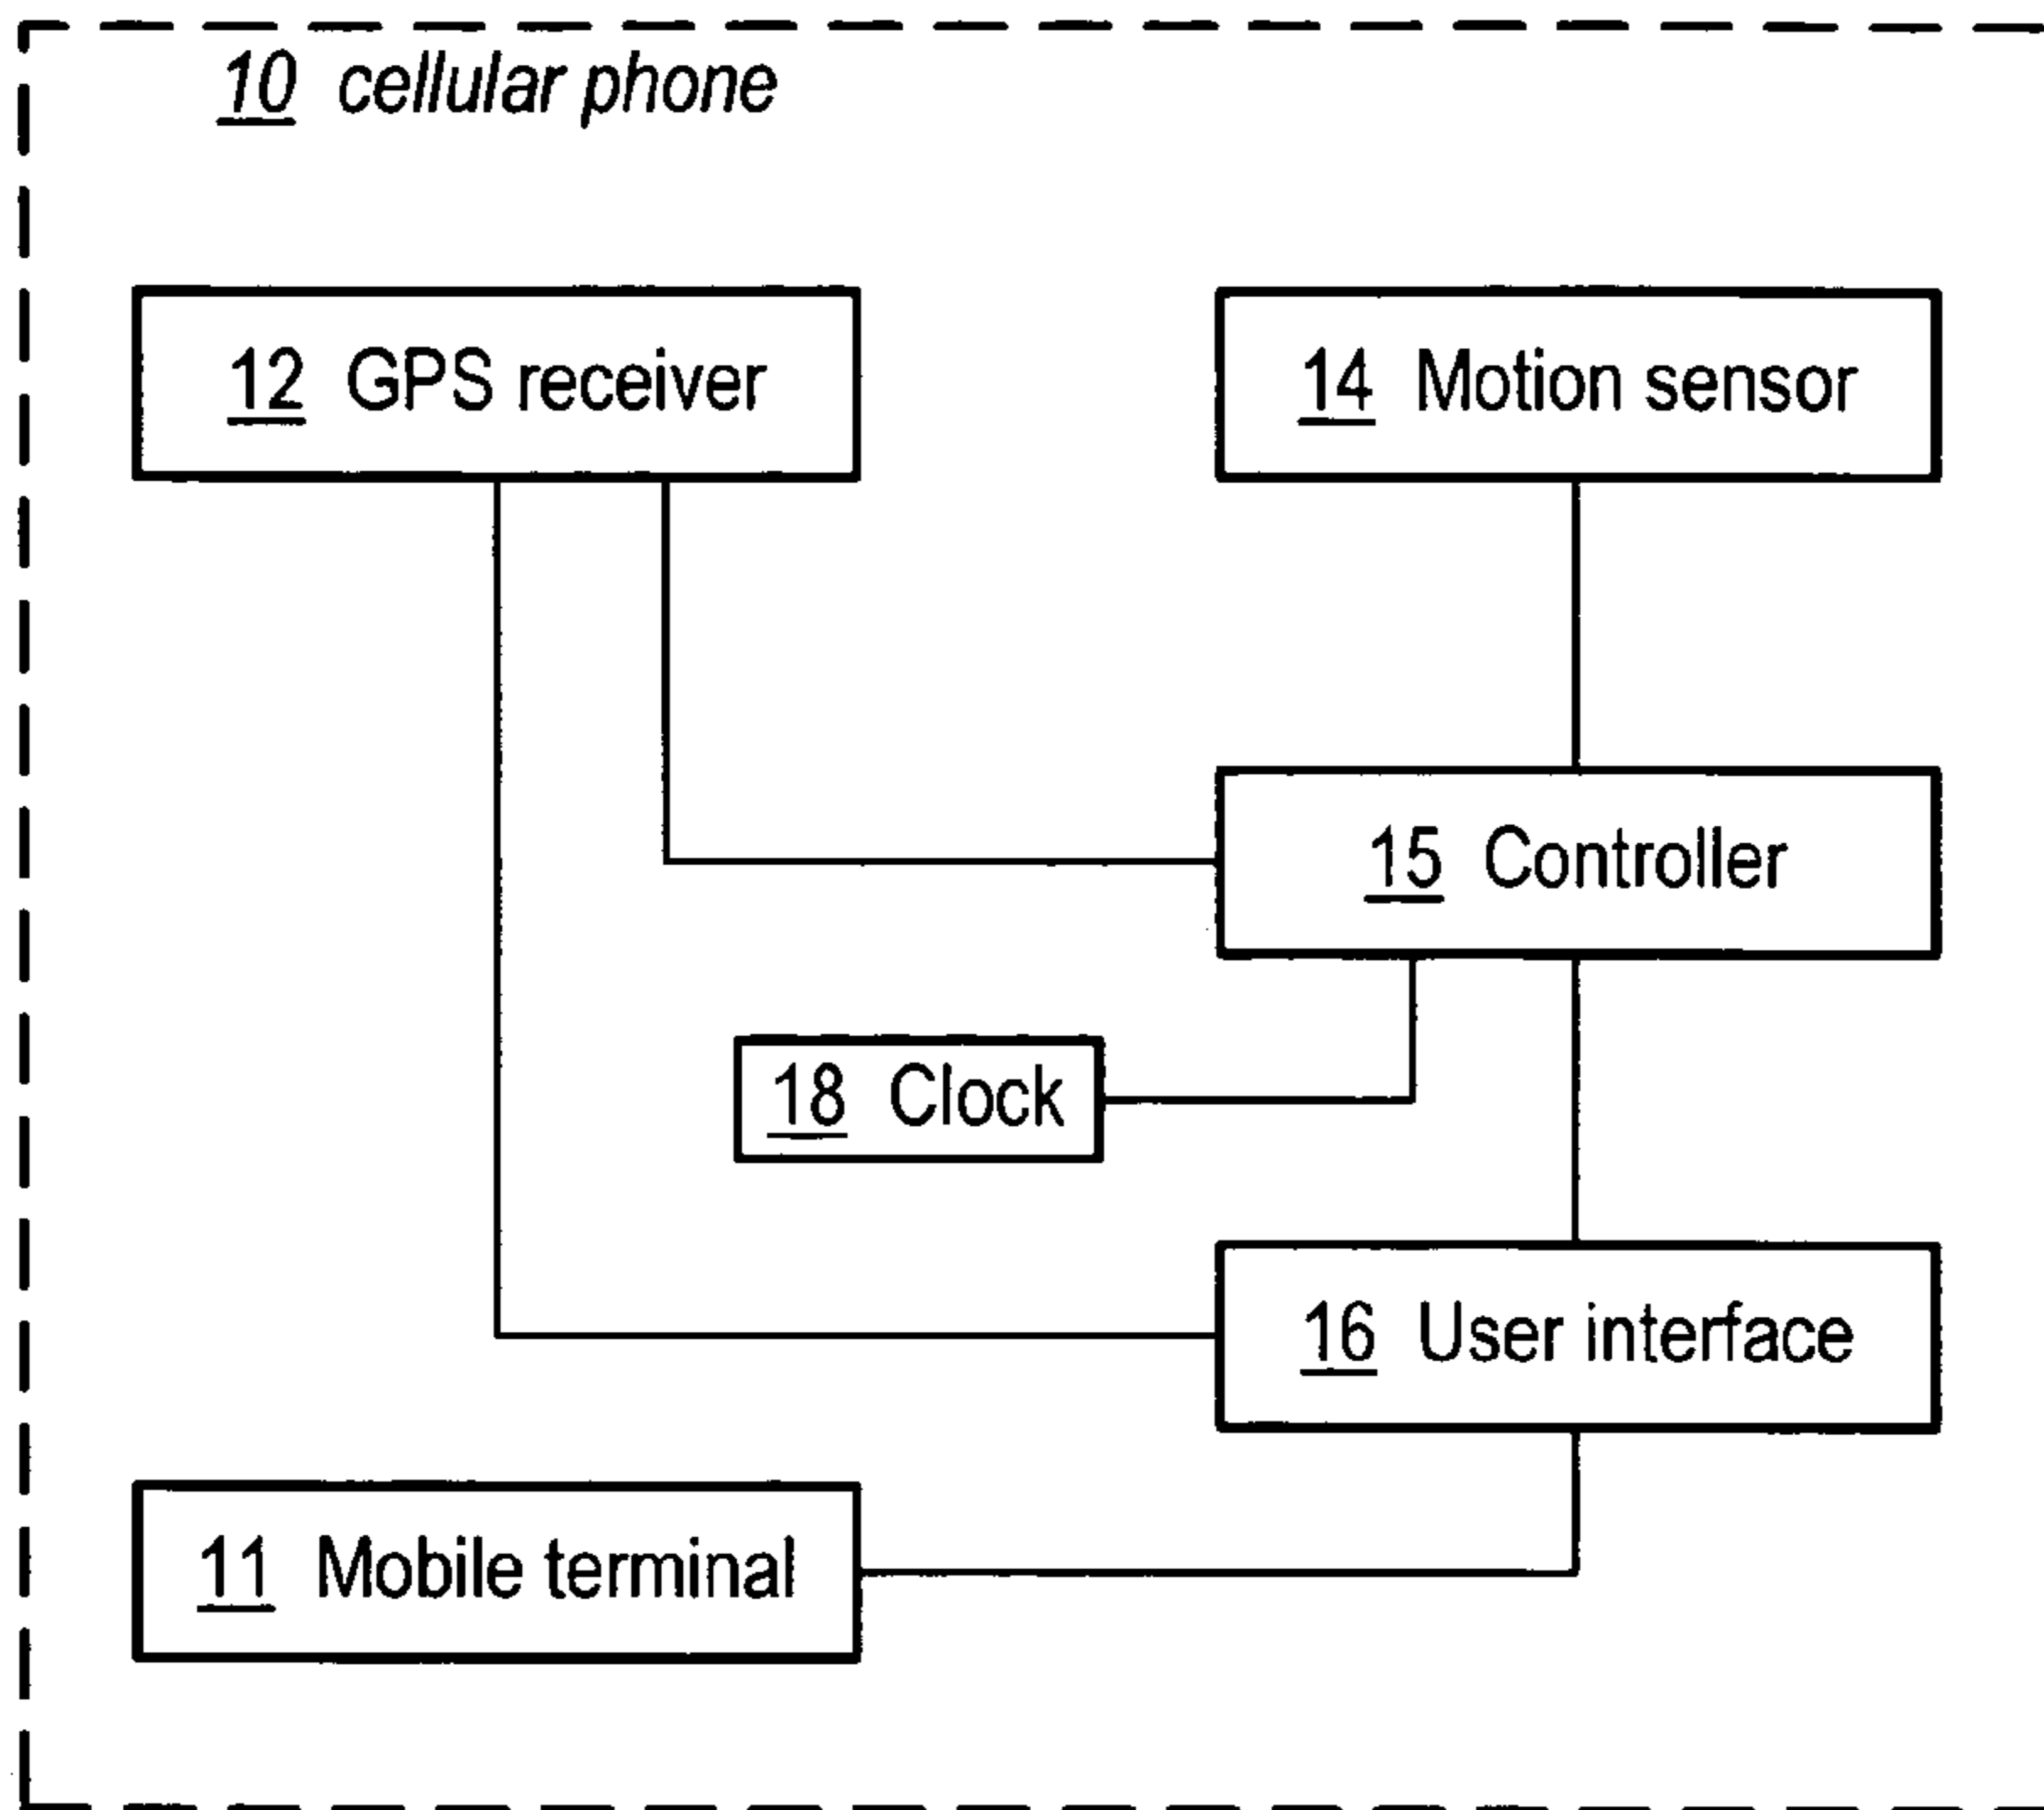 10 cellular phone
12 GPS receiver
14 Motion sensor
15 Controller
18 Clock
16 User interface
11 Mobile terminal